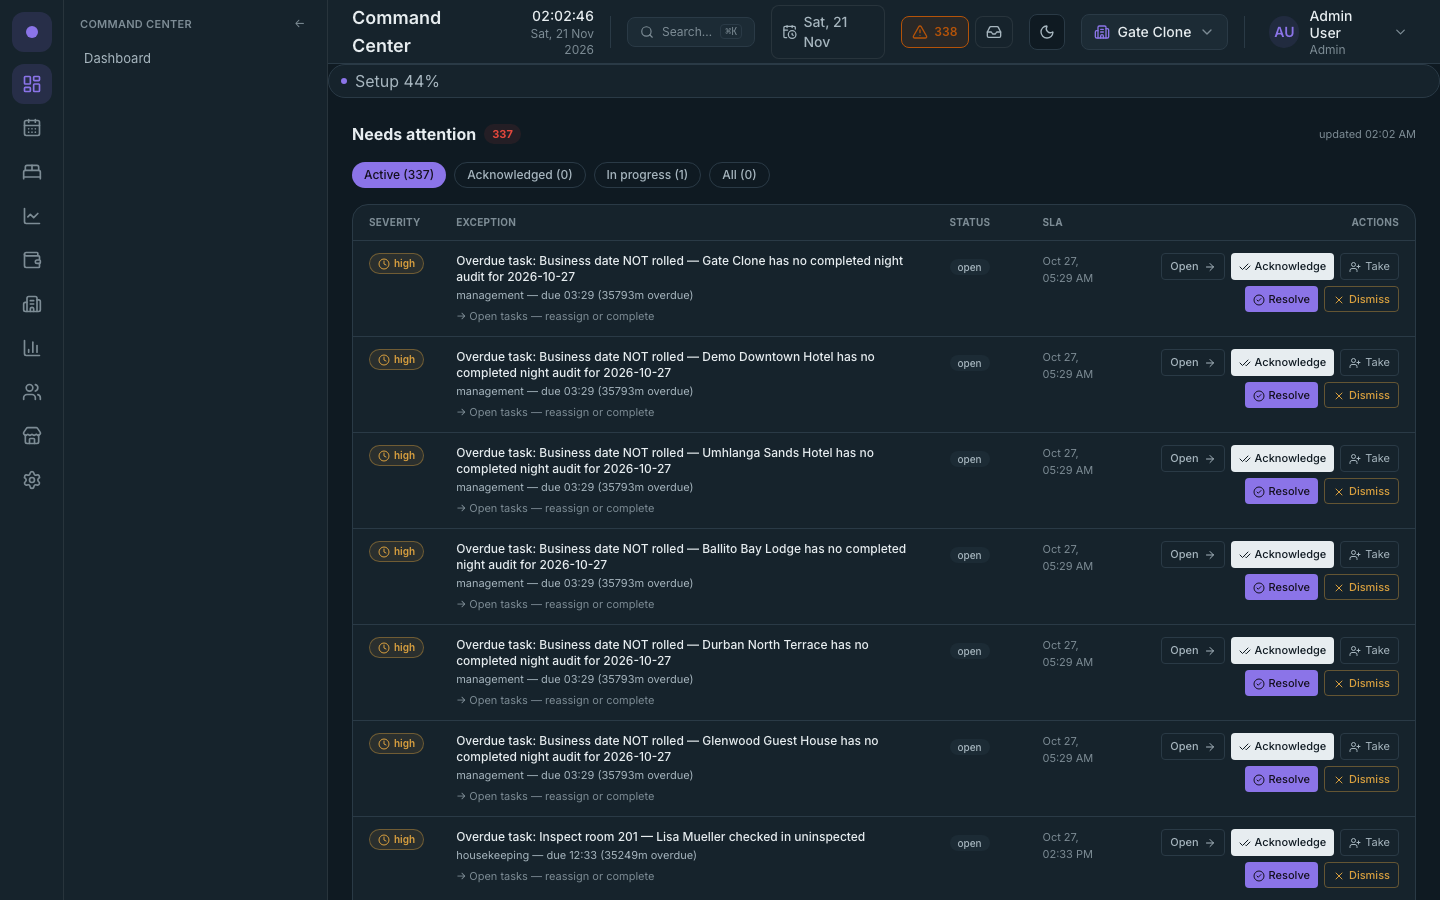 COMMAND CENTER ←
Dashboard
Command
Center
02:02:46
Sat, 21 Nov
2026
Search... ⌘K
Sat, 21
Nov
338
Gate Clone
AU
Admin
User
Admin
Setup 44%
Needs attention 337
updated 02:02 AM
Active (337) Acknowledged (0) In progress (1) All (0)
SEVERITY EXCEPTION STATUS SLA ACTIONS
high
Overdue task: Business date NOT rolled — Gate Clone has no completed night
audit for 2026-10-27
management — due 03:29 (35793m overdue)
→ Open tasks — reassign or complete
open
Oct 27,
05:29 AM
Open → Acknowledge Take
Resolve Dismiss
high
Overdue task: Business date NOT rolled — Demo Downtown Hotel has no
completed night audit for 2026-10-27
management — due 03:29 (35793m overdue)
→ Open tasks — reassign or complete
open
Oct 27,
05:29 AM
Open → Acknowledge Take
Resolve Dismiss
high
Overdue task: Business date NOT rolled — Umhlanga Sands Hotel has no
completed night audit for 2026-10-27
management — due 03:29 (35793m overdue)
→ Open tasks — reassign or complete
open
Oct 27,
05:29 AM
Open → Acknowledge Take
Resolve Dismiss
high
Overdue task: Business date NOT rolled — Ballito Bay Lodge has no completed
night audit for 2026-10-27
management — due 03:29 (35793m overdue)
→ Open tasks — reassign or complete
open
Oct 27,
05:29 AM
Open → Acknowledge Take
Resolve Dismiss
high
Overdue task: Business date NOT rolled — Durban North Terrace has no
completed night audit for 2026-10-27
management — due 03:29 (35793m overdue)
→ Open tasks — reassign or complete
open
Oct 27,
05:29 AM
Open → Acknowledge Take
Resolve Dismiss
high
Overdue task: Business date NOT rolled — Glenwood Guest House has no
completed night audit for 2026-10-27
management — due 03:29 (35793m overdue)
→ Open tasks — reassign or complete
open
Oct 27,
05:29 AM
Open → Acknowledge Take
Resolve Dismiss
high
Overdue task: Inspect room 201 — Lisa Mueller checked in uninspected
housekeeping — due 12:33 (35249m overdue)
→ Open tasks — reassign or complete
open
Oct 27,
02:33 PM
Open → Acknowledge Take
Resolve Dismiss